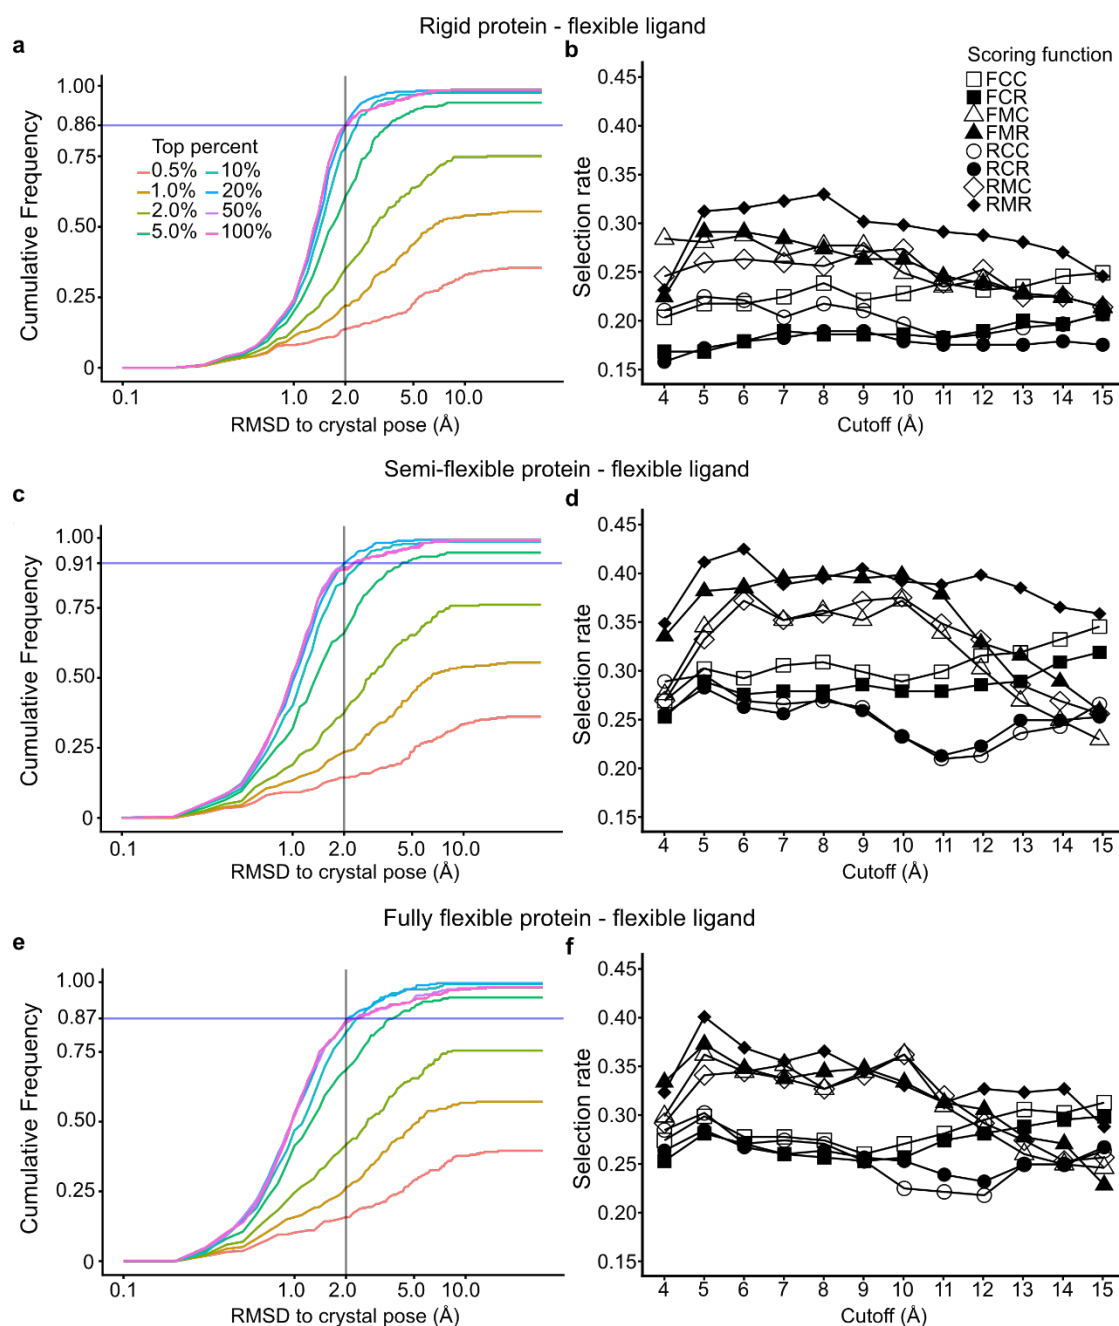 Rigid protein - flexible ligand
a
1.00
0.86
0.75
0.50
0.25
0
Cumulative Frequency
Top percent
0.5% 10%
1.0% 20%
2.0% 50%
5.0% 100%
0.1 1.0 2.0 5.0 10.0
RMSD to crystal pose (Å)
b
Scoring function
FCC
FCR
FMC
FMR
RCC
RCR
RMC
RMR
0.45
0.40
0.35
0.30
0.25
0.20
0.15
Selection rate
4 5 6 7 8 9 10 11 12 13 14 15
Cutoff (Å)
Semi-flexible protein - flexible ligand
c
1.00
0.91
0.75
0.50
0.25
0
Cumulative Frequency
0.1 1.0 2.0 5.0 10.0
RMSD to crystal pose (Å)
d
0.45
0.40
0.35
0.30
0.25
0.20
0.15
Selection rate
4 5 6 7 8 9 10 11 12 13 14 15
Cutoff (Å)
Fully flexible protein - flexible ligand
e
1.00
0.87
0.75
0.50
0.25
0
Cumulative Frequency
0.1 1.0 2.0 5.0 10.0
RMSD to crystal pose (Å)
f
0.45
0.40
0.35
0.30
0.25
0.20
0.15
Selection rate
4 5 6 7 8 9 10 11 12 13 14 15
Cutoff (Å)